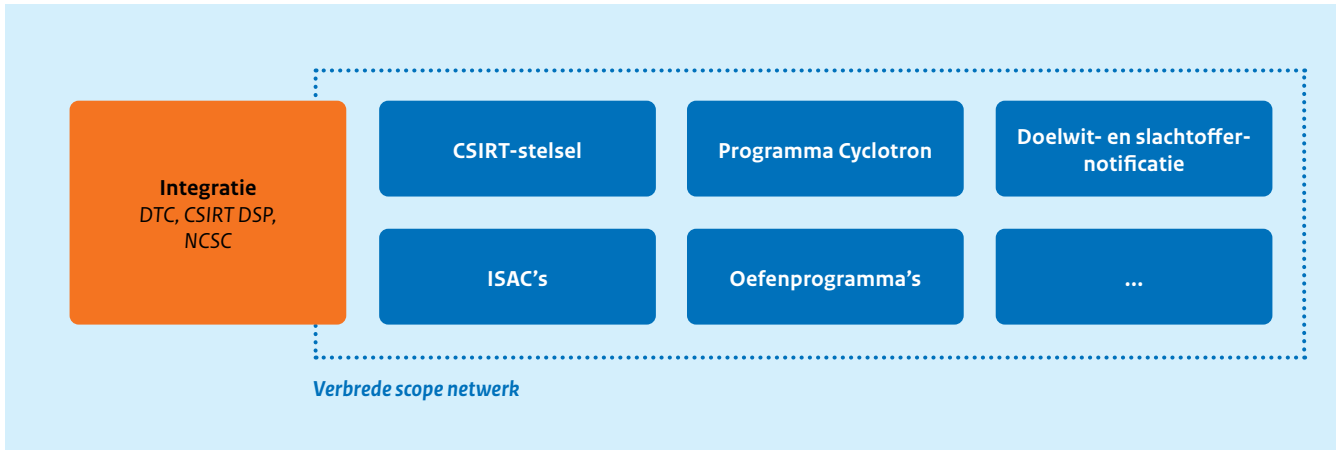 Integratie
DTC, CSIRT DSP,
NCSC
CSIRT-stelsel
Programma Cyclotron
Doelwit- en slachtoffer-
notificatie
ISAC's
Oefenprogramma's
...
Verbrede scope netwerk